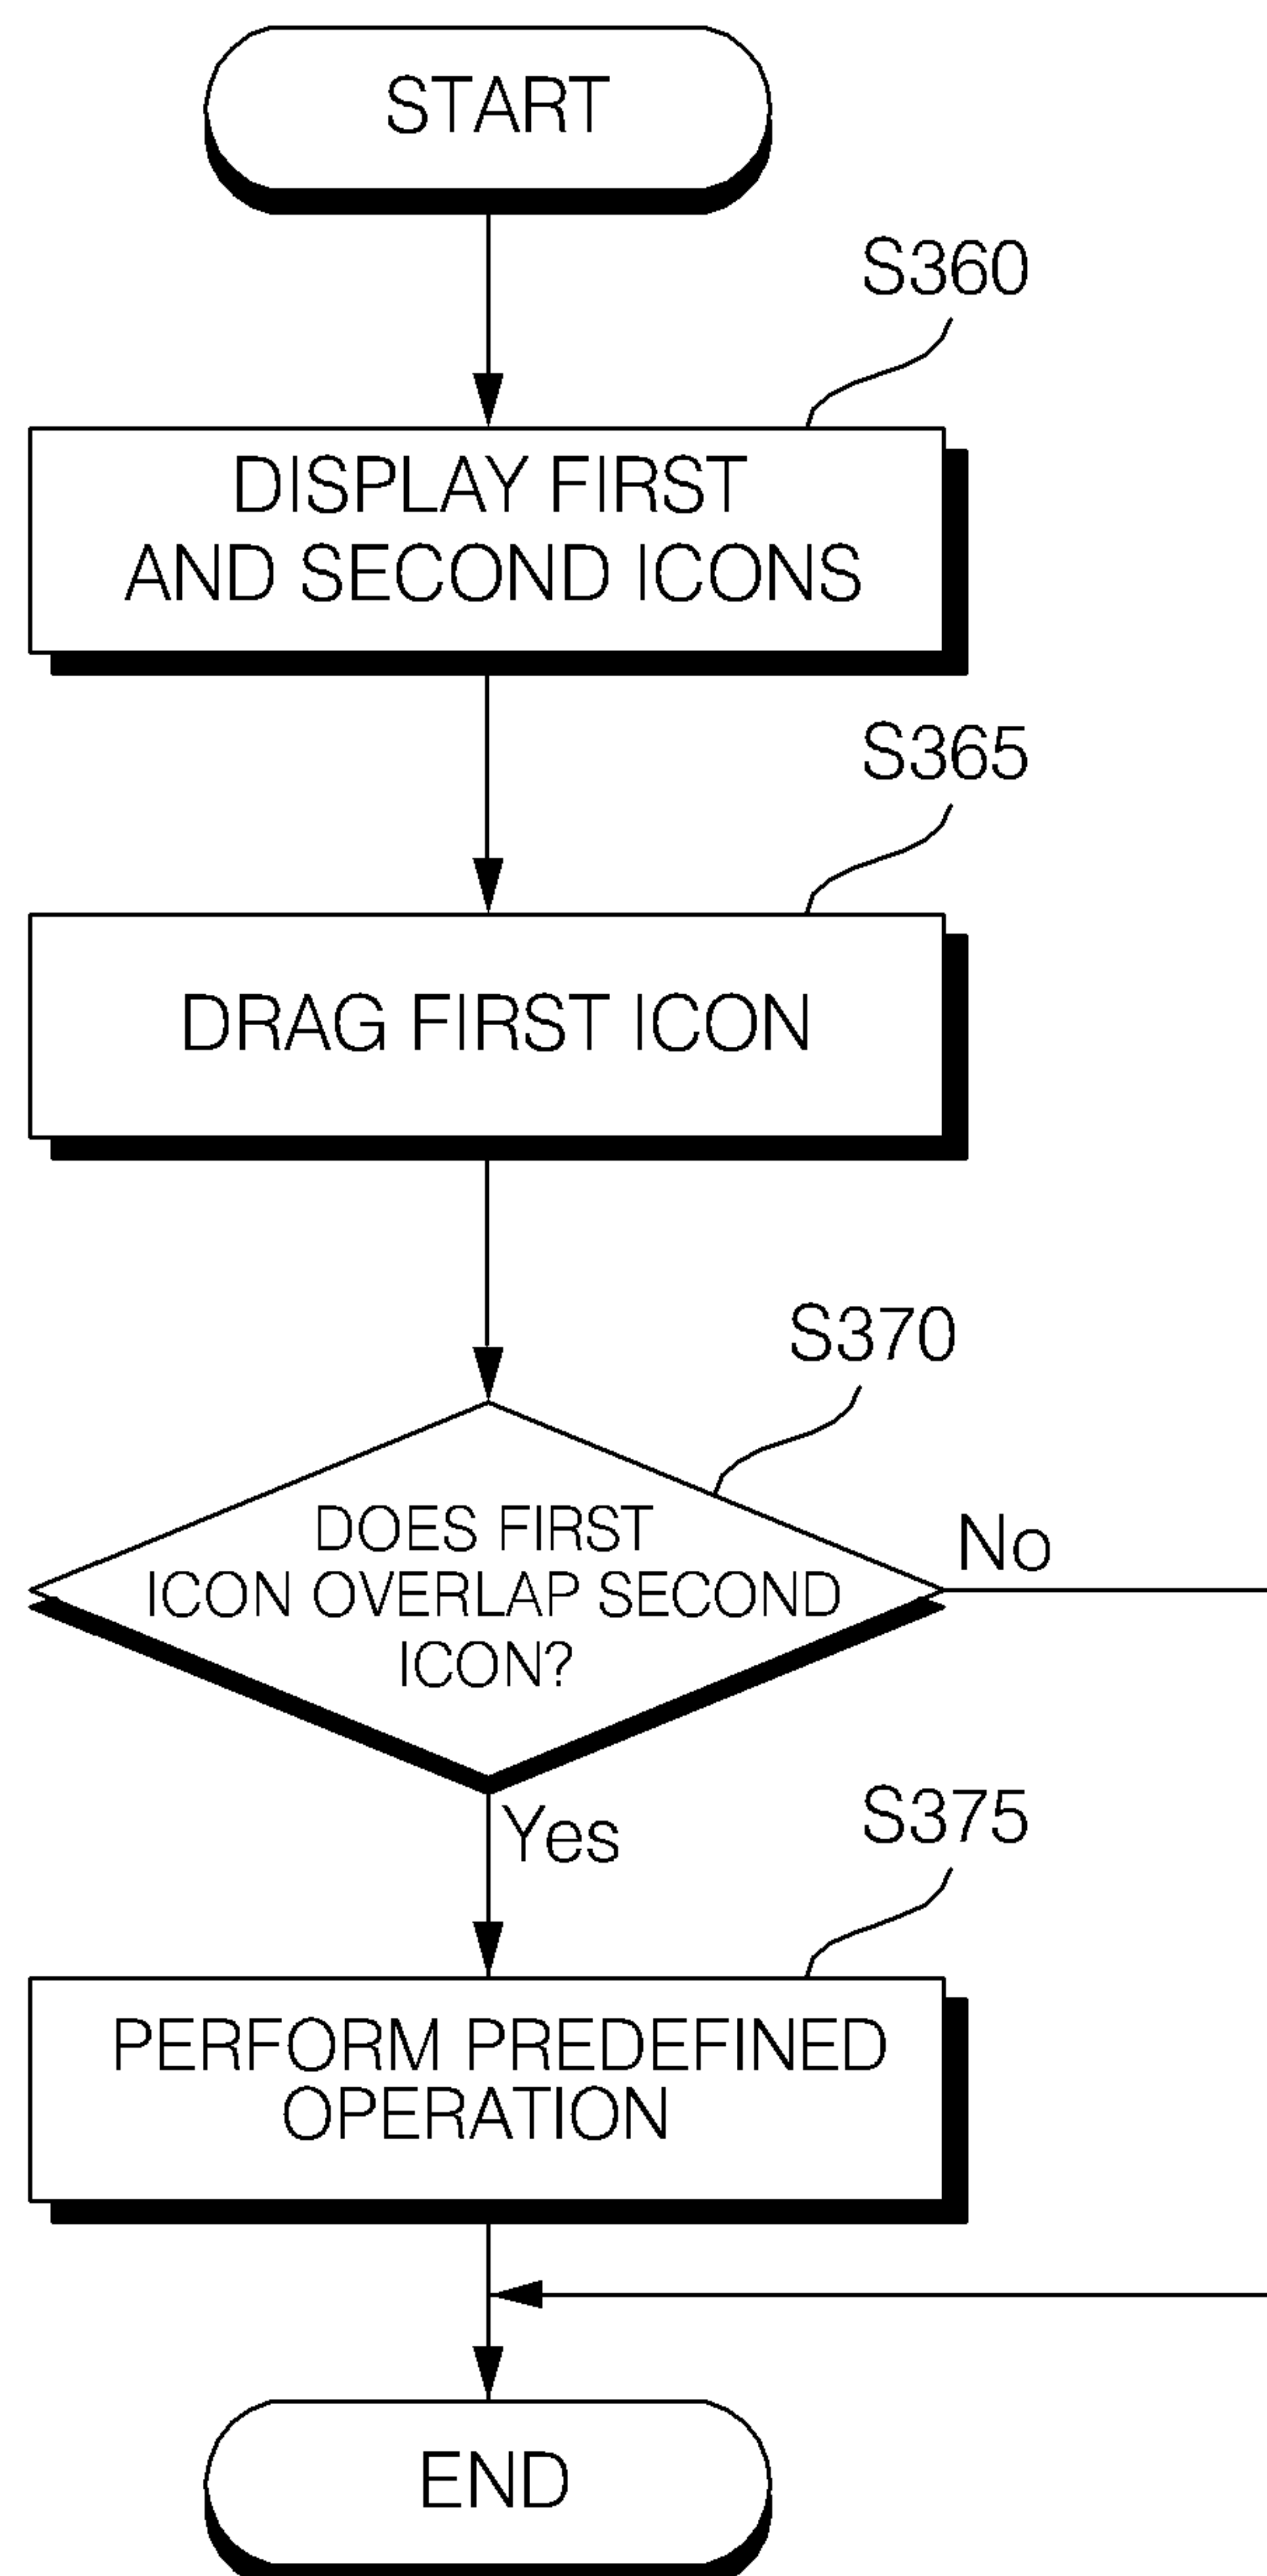 START
S360
DISPLAY FIRST
AND SECOND ICONS
S365
DRAG FIRST ICON
S370
DOES FIRST
ICON OVERLAP SECOND
ICON?
No
Yes
S375
PERFORM PREDEFINED
OPERATION
END